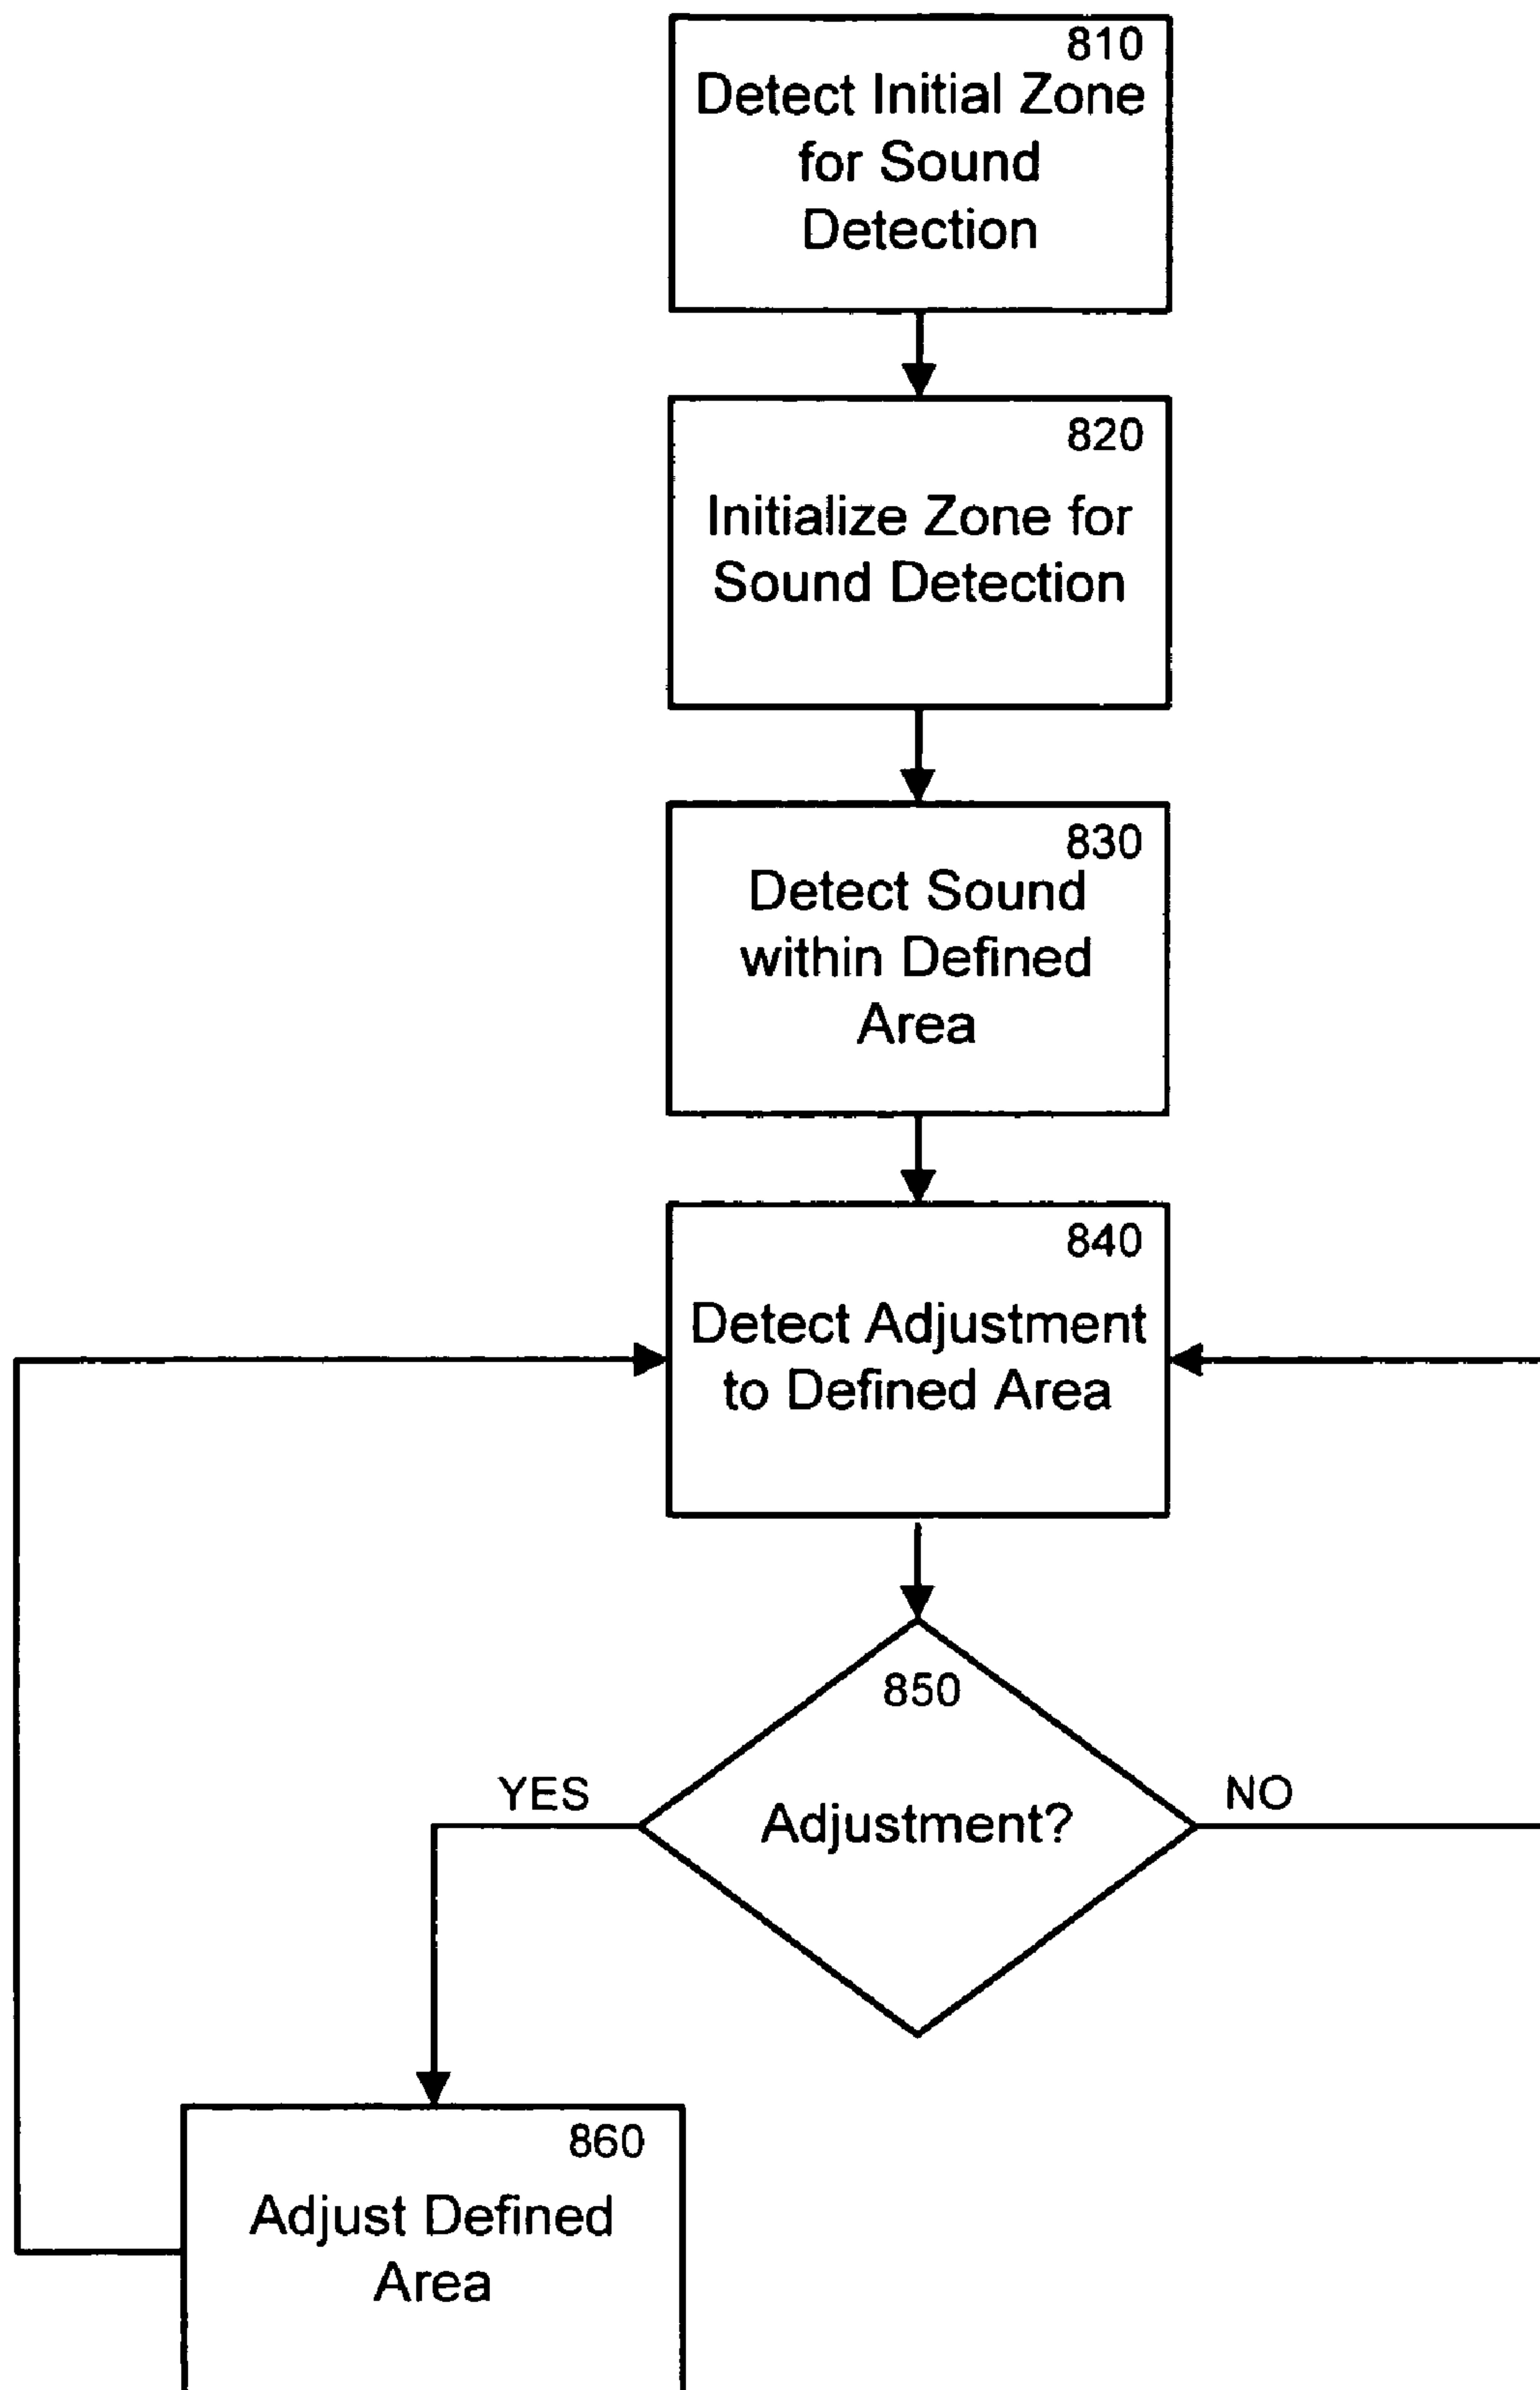 810
Detect Initial Zone
for Sound
Detection
820
Initialize Zone for
Sound Detection
830
Detect Sound
within Defined
Area
840
Detect Adjustment
to Defined Area
850
YES
Adjustment?
NO
860
Adjust Defined
Area